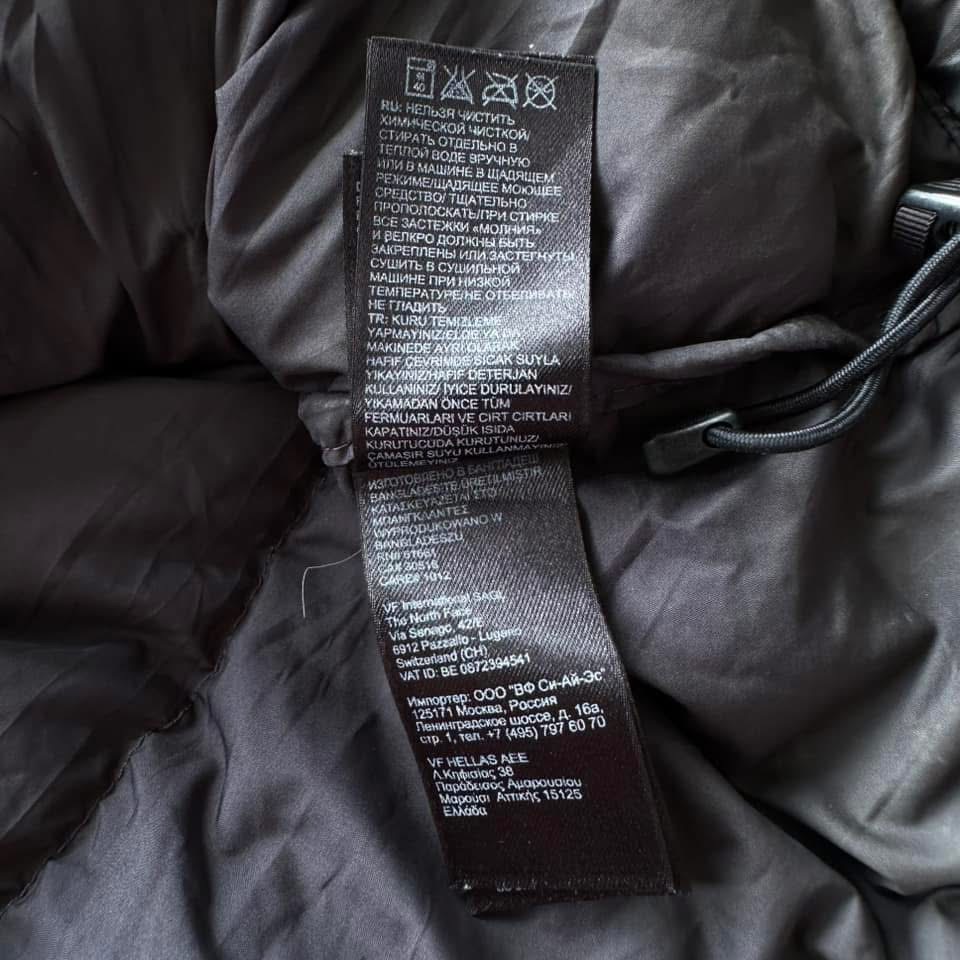 40
RU: НЕЛЬЗЯ ЧИСТИТЬ
ХИМИЧЕСКОЙ ЧИСТКОЙ/
СТИРАТЬ ОТДЕЛЬНО В
ТЕПЛОЙ ВОДЕ ВРУЧНУЮ
ИЛИ В МАШИНЕ В ЩАДЯЩЕМ
РЕЖИМЕ/ЩАДЯЩЕЕ МОЮЩЕЕ
СРЕДСТВО/ ТЩАТЕЛЬНО
ПРОПОЛОСКАТЬ/ПРИ СТИРКЕ
ВСЕ ЗАСТЕЖКИ «МОЛНИЯ»
И ВЕЛКРО ДОЛЖНЫ БЫТЬ
ЗАКРЕПЛЕНЫ ИЛИ ЗАСТЕГНУТЫ
СУШИТЬ В СУШИЛЬНОЙ
МАШИНЕ ПРИ НИЗКОЙ
ТЕМПЕРАТУРЕ/НЕ ОТБЕЛИВАТЬ
НЕ ГЛАДИТЬ
TR: KURU TEMIZLEME
YAPMAYINIZ/ELDE YA DA
MAKINEDE AYRI OLARAK
HAFIF ÇEVRIMDE SICAK SUYLA
YIKAYINIZ/HAFIF DETERJAN
KULLANINIZ/ IYICE DURULAYINIZ/
YIKAMADAN ÖNCE TÜM
FERMUARLARI VE CIRT CIRTLARI
KAPATINIZ/DÜŞÜK ISIDA
KURUTUCUDA KURUTUNUZ/
ÇAMAŞIR SUYU KULLANMAYINIZ/
ÜTÜLEMEYINIZ
ИЗГОТОВЛЕНО В БАНГЛАДЕШ
BANGLADEŞTE ÜRETILMIŞTIR
ΚΑΤΑΣΚΕΥΑΖΕΤΑΙ ΣΤΟ
ΜΠΑΝΓΚΛΑΝΤΕΣ
WYPRODUKOWANO W
BANGLADESZU
RN# 61661
CA# 30516
CARE# 1012
VF International SAGL
The North Face
Via Senago, 42/E
6912 Pazzallo - Lugano
Switzerland (CH)
VAT ID: BE 0872394541
Импортер: ООО "ВФ Си-Ай-Эс"
125171 Москва, Россия
Ленинградское шоссе, д. 16а,
стр. 1, тел. +7 (495) 797 60 70
VF HELLAS AEE
Λ.Κηφισίας 38
Παράδεισος Αμαρουσίου
Μαρούσι Αττικής 15125
Ελλάδα